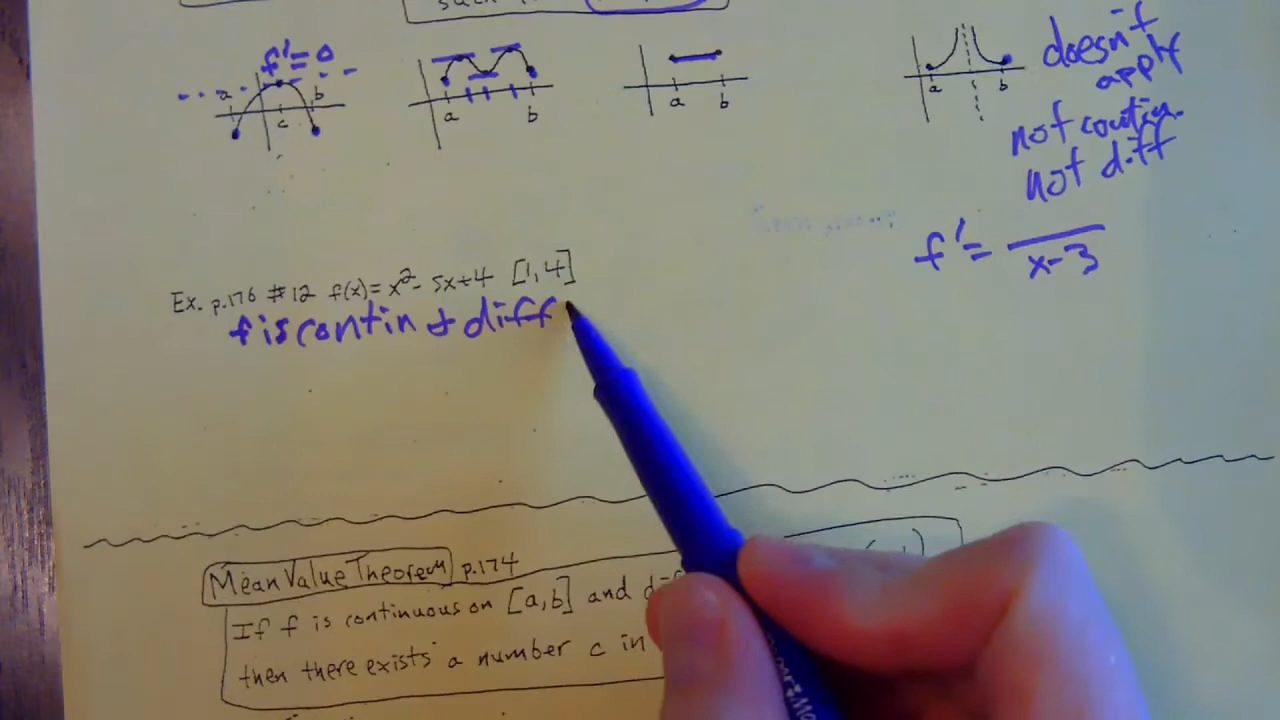 f'=0
a b
c
a b
a b
a b
doesn't
apply
not contin.
not diff
f'= x-3
Ex. p.176 #12 f(x)= x²- 5x+4 [1,4]
f is contin & diff
Mean Value Theorem p.174
If f is continuous on [a,b] and
then there exists a number c in